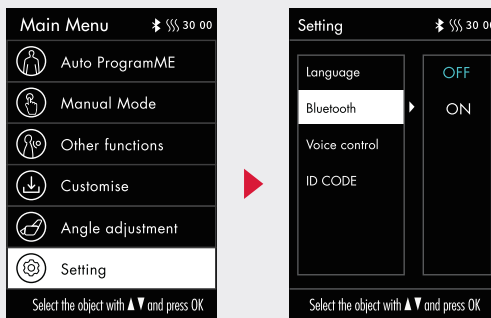 Main Menu 30 00
Auto ProgramME
Manual Mode
Other functions
Customise
Angle adjustment
Setting
Select the object with ▲▼ and press OK
Setting 30 00
Language
Bluetooth
Voice control
ID CODE
OFF
ON
Select the object with ▲▼ and press OK